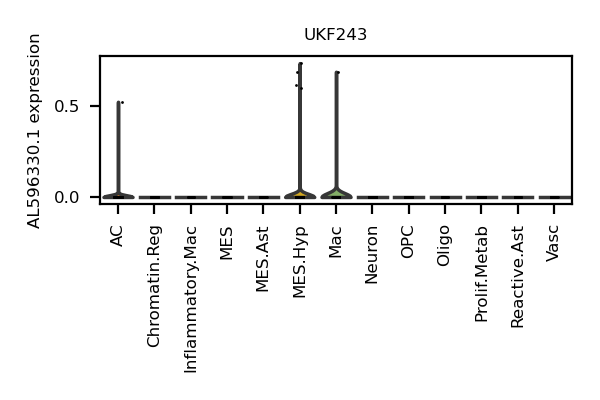 UKF243
AL596330.1 expression
0.5
0.0
AC
Chromatin.Reg
Inflammatory.Mac
MES
MES.Ast
MES.Hyp
Mac
Neuron
OPC
Oligo
Prolif.Metab
Reactive.Ast
Vasc